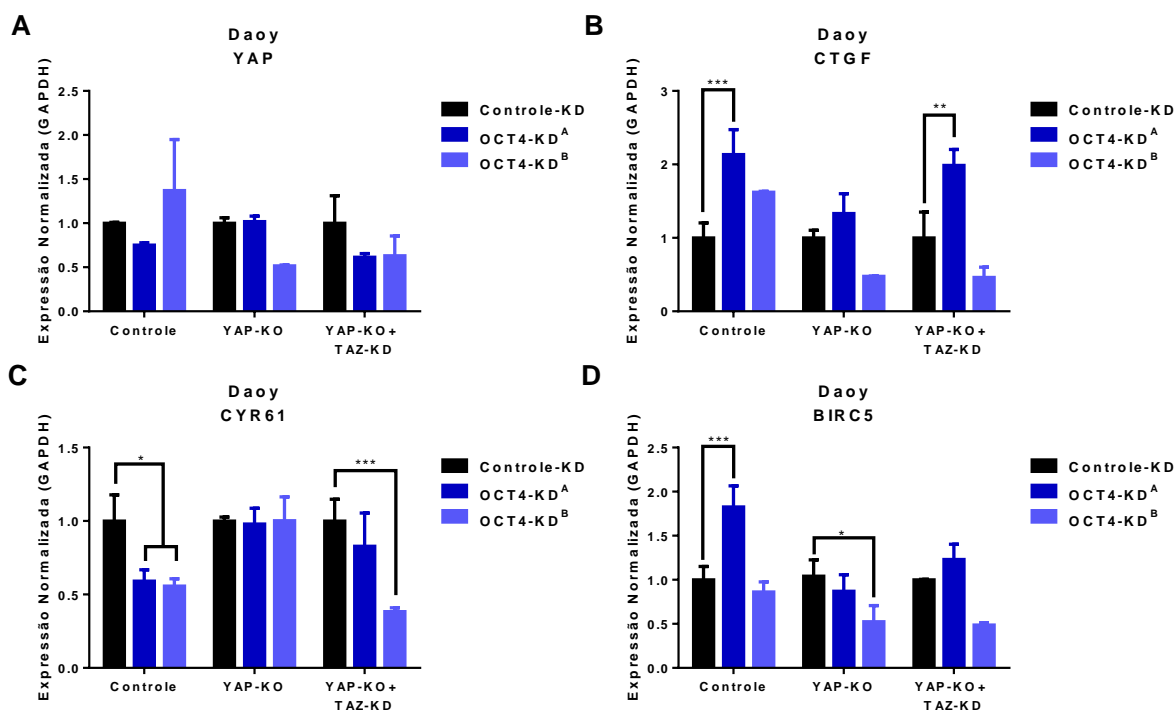 A
Daoy
YAP
Expressão Normalizada (GAPDH)
2.5
2.0
1.5
1.0
0.5
0.0
Controle
YAP-KO
YAP-KO+
TAZ-KD
Controle-KD
OCT4-KDA
OCT4-KDB
B
Daoy
CTGF
Expressão Normalizada (GAPDH)
3
2
1
0
***
**
Controle
YAP-KO
YAP-KO+
TAZ-KD
Controle-KD
OCT4-KDA
OCT4-KDB
C
Daoy
CYR61
Expressão Normalizada (GAPDH)
1.5
1.0
0.5
0.0
*
***
Controle
YAP-KO
YAP-KO+
TAZ-KD
Controle-KD
OCT4-KDA
OCT4-KDB
D
Daoy
BIRC5
Expressão Normalizada (GAPDH)
2.5
2.0
1.5
1.0
0.5
0.0
***
*
Controle
YAP-KO
YAP-KO+
TAZ-KD
Controle-KD
OCT4-KDA
OCT4-KDB